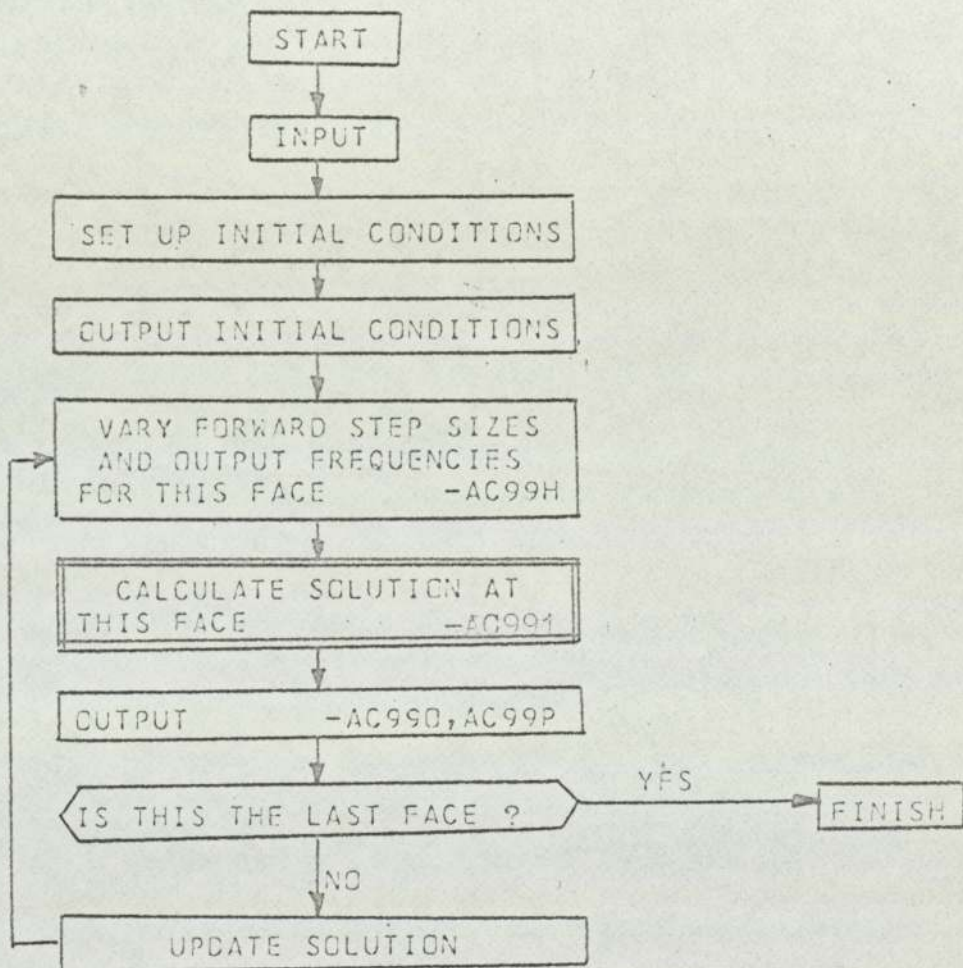 START
INPUT
SET UP INITIAL CONDITIONS
OUTPUT INITIAL CONDITIONS
VARY FORWARD STEP SIZES
AND OUTPUT FREQUENCIES
FOR THIS FACE -AC99H
CALCULATE SOLUTION AT
THIS FACE -AC991
OUTPUT -AC99O,AC99P
IS THIS THE LAST FACE ?
YES
FINISH
NO
UPDATE SOLUTION